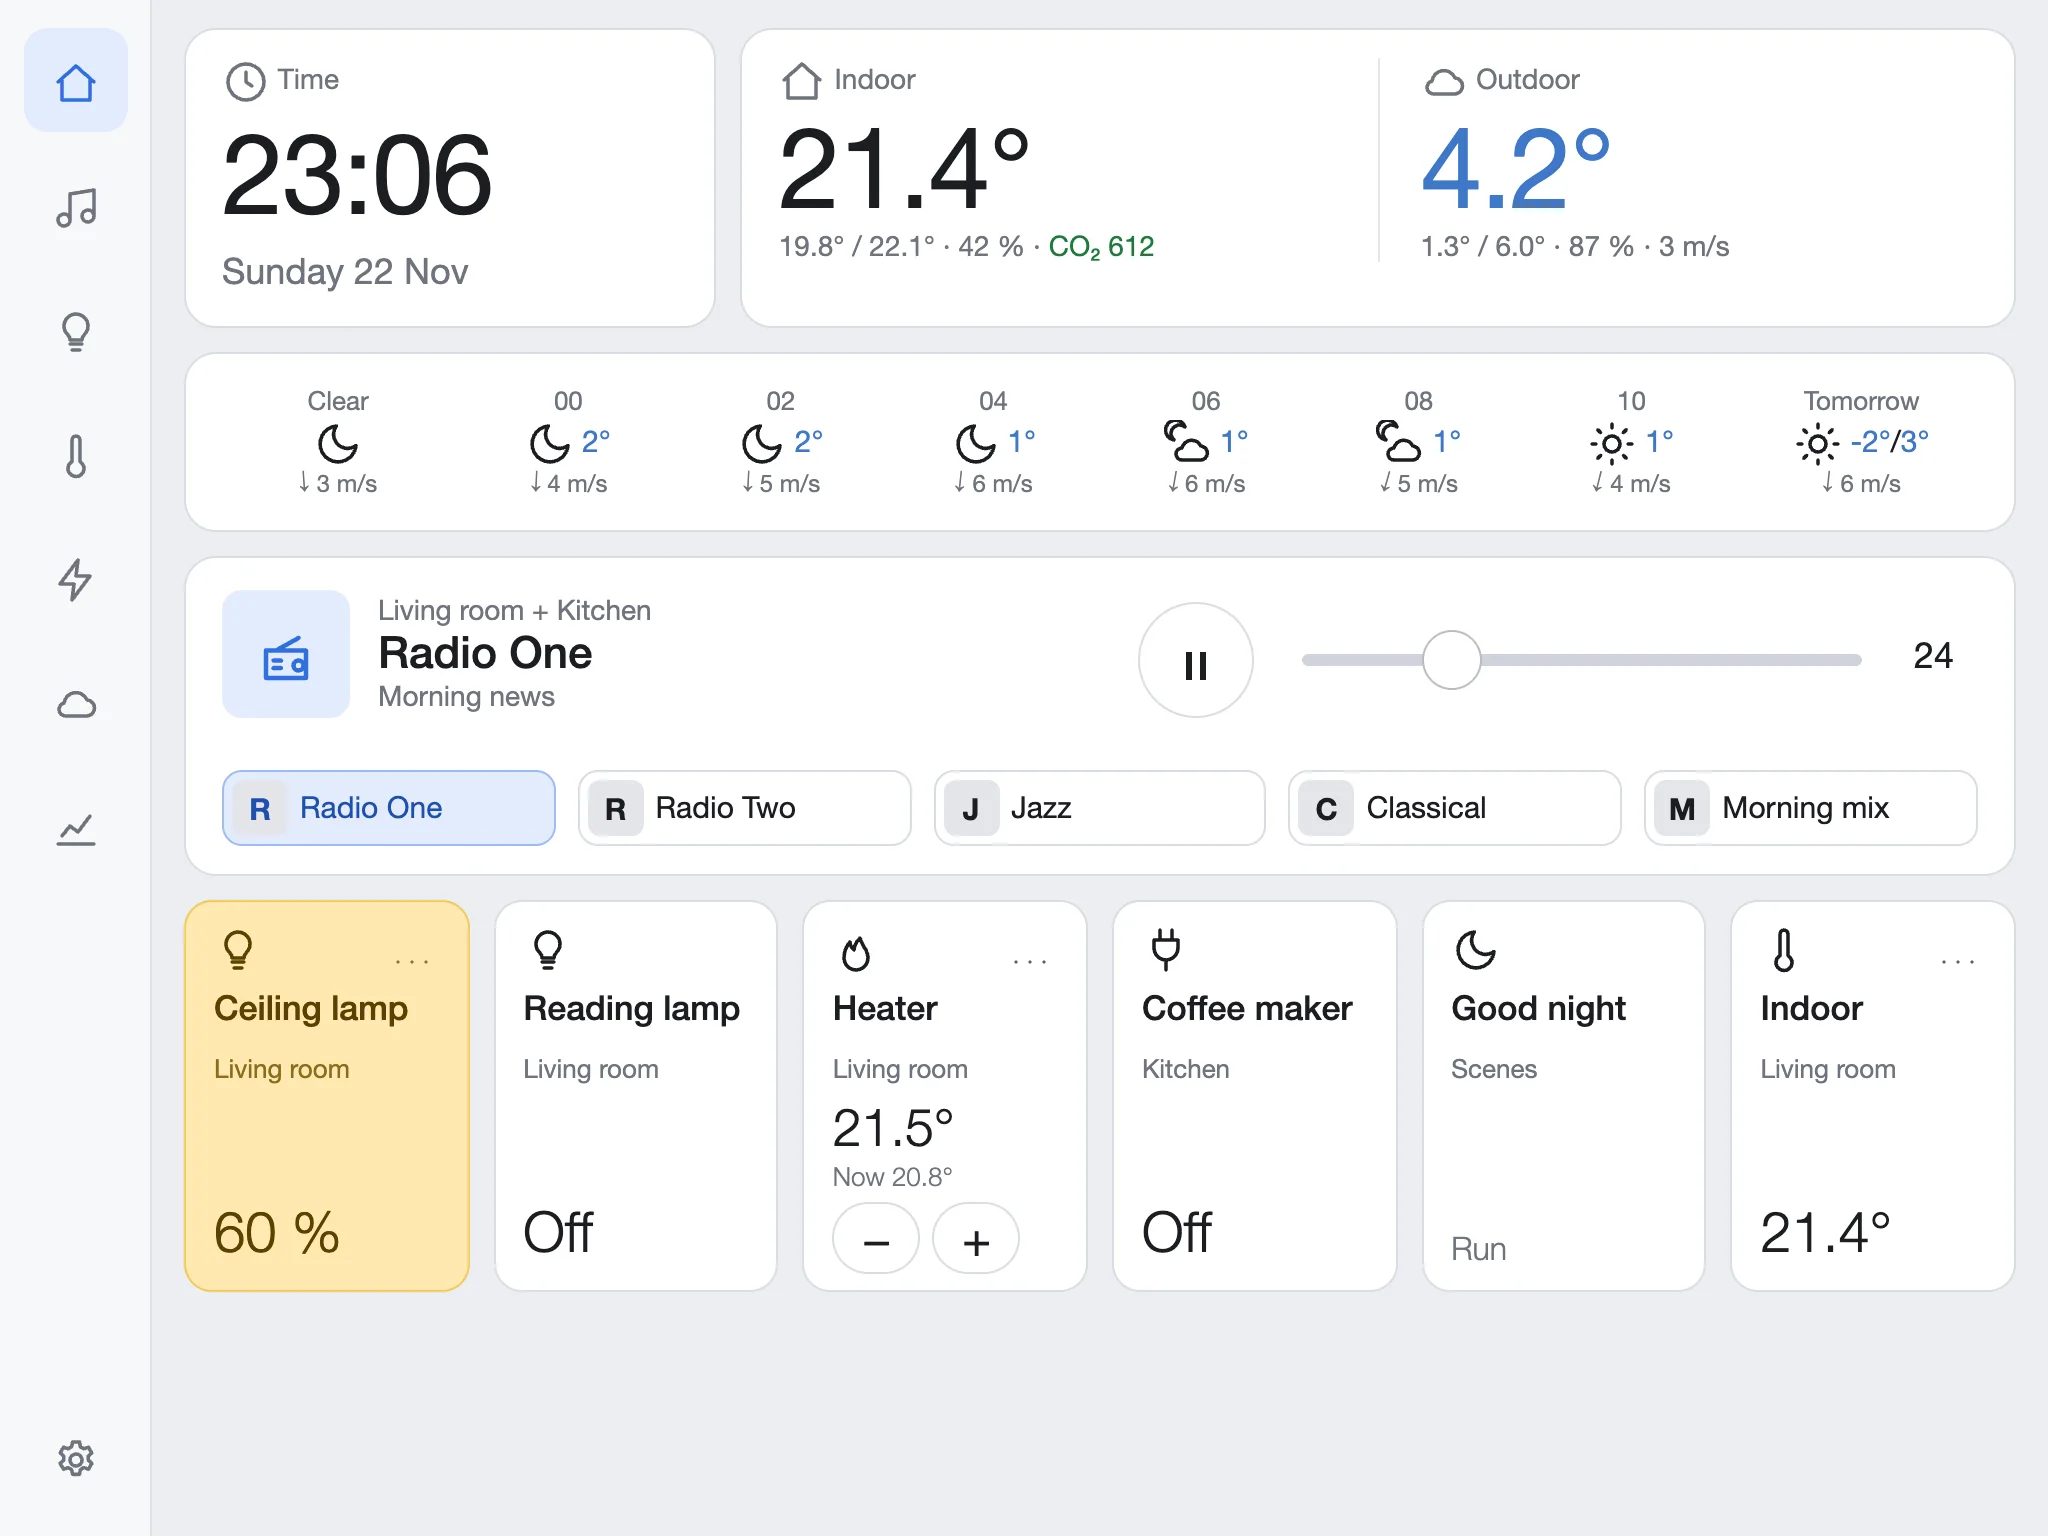 Time
23:06
Sunday 22 Nov
Indoor
21.4°
19.8° / 22.1° · 42 % · CO₂ 612
Outdoor
4.2°
1.3° / 6.0° · 87 % · 3 m/s
Clear
↓ 3 m/s
00
2°
↓ 4 m/s
02
2°
↓ 5 m/s
04
1°
↓ 6 m/s
06
1°
↓ 6 m/s
08
1°
↓ 5 m/s
10
1°
↓ 4 m/s
Tomorrow
-2°/3°
↓ 6 m/s
Living room + Kitchen
Radio One
Morning news
24
R Radio One
R Radio Two
J Jazz
C Classical
M Morning mix
...
Ceiling lamp
Living room
60 %
Reading lamp
Living room
Off
...
Heater
Living room
21.5°
Now 20.8°
− +
Coffee maker
Kitchen
Off
Good night
Scenes
Run
...
Indoor
Living room
21.4°